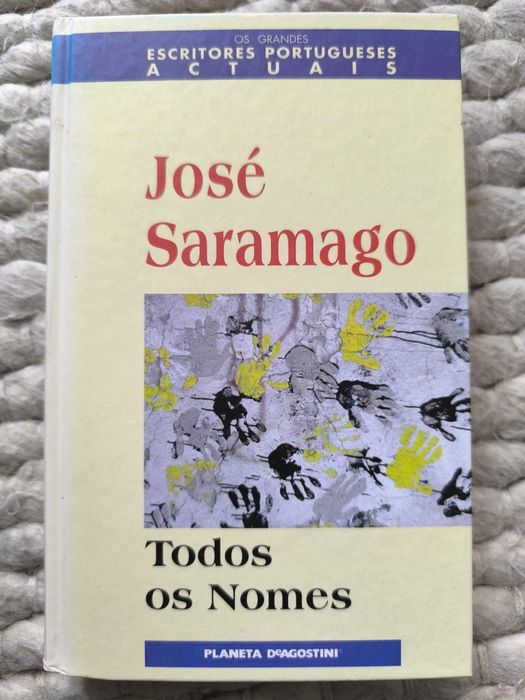 OS GRANDES
ESCRITORES PORTUGUESES
ACTUAIS
José
Saramago
Todos
os Nomes
PLANETA DeAGOSTINI